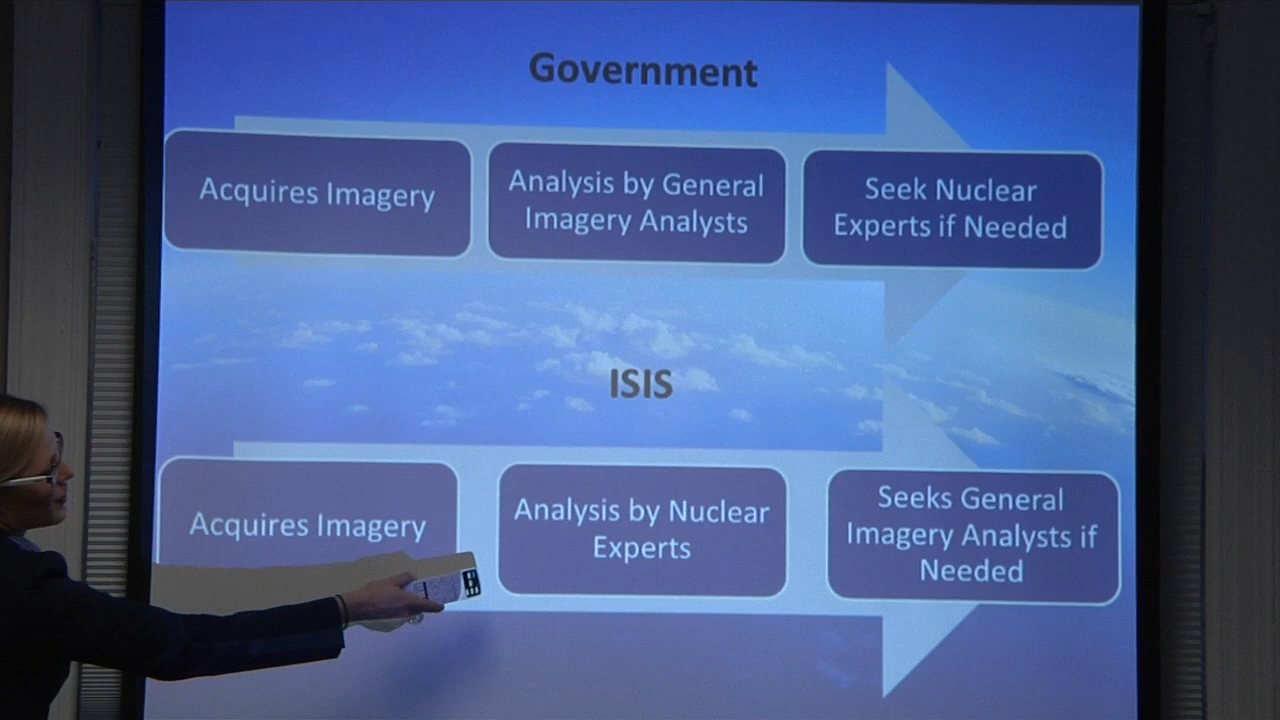 Government
Acquires Imagery
Analysis by General
Imagery Analysts
Seek Nuclear
Experts if Needed
ISIS
Acquires Imagery
Analysis by Nuclear
Experts
Seeks General
Imagery Analysts if
Needed